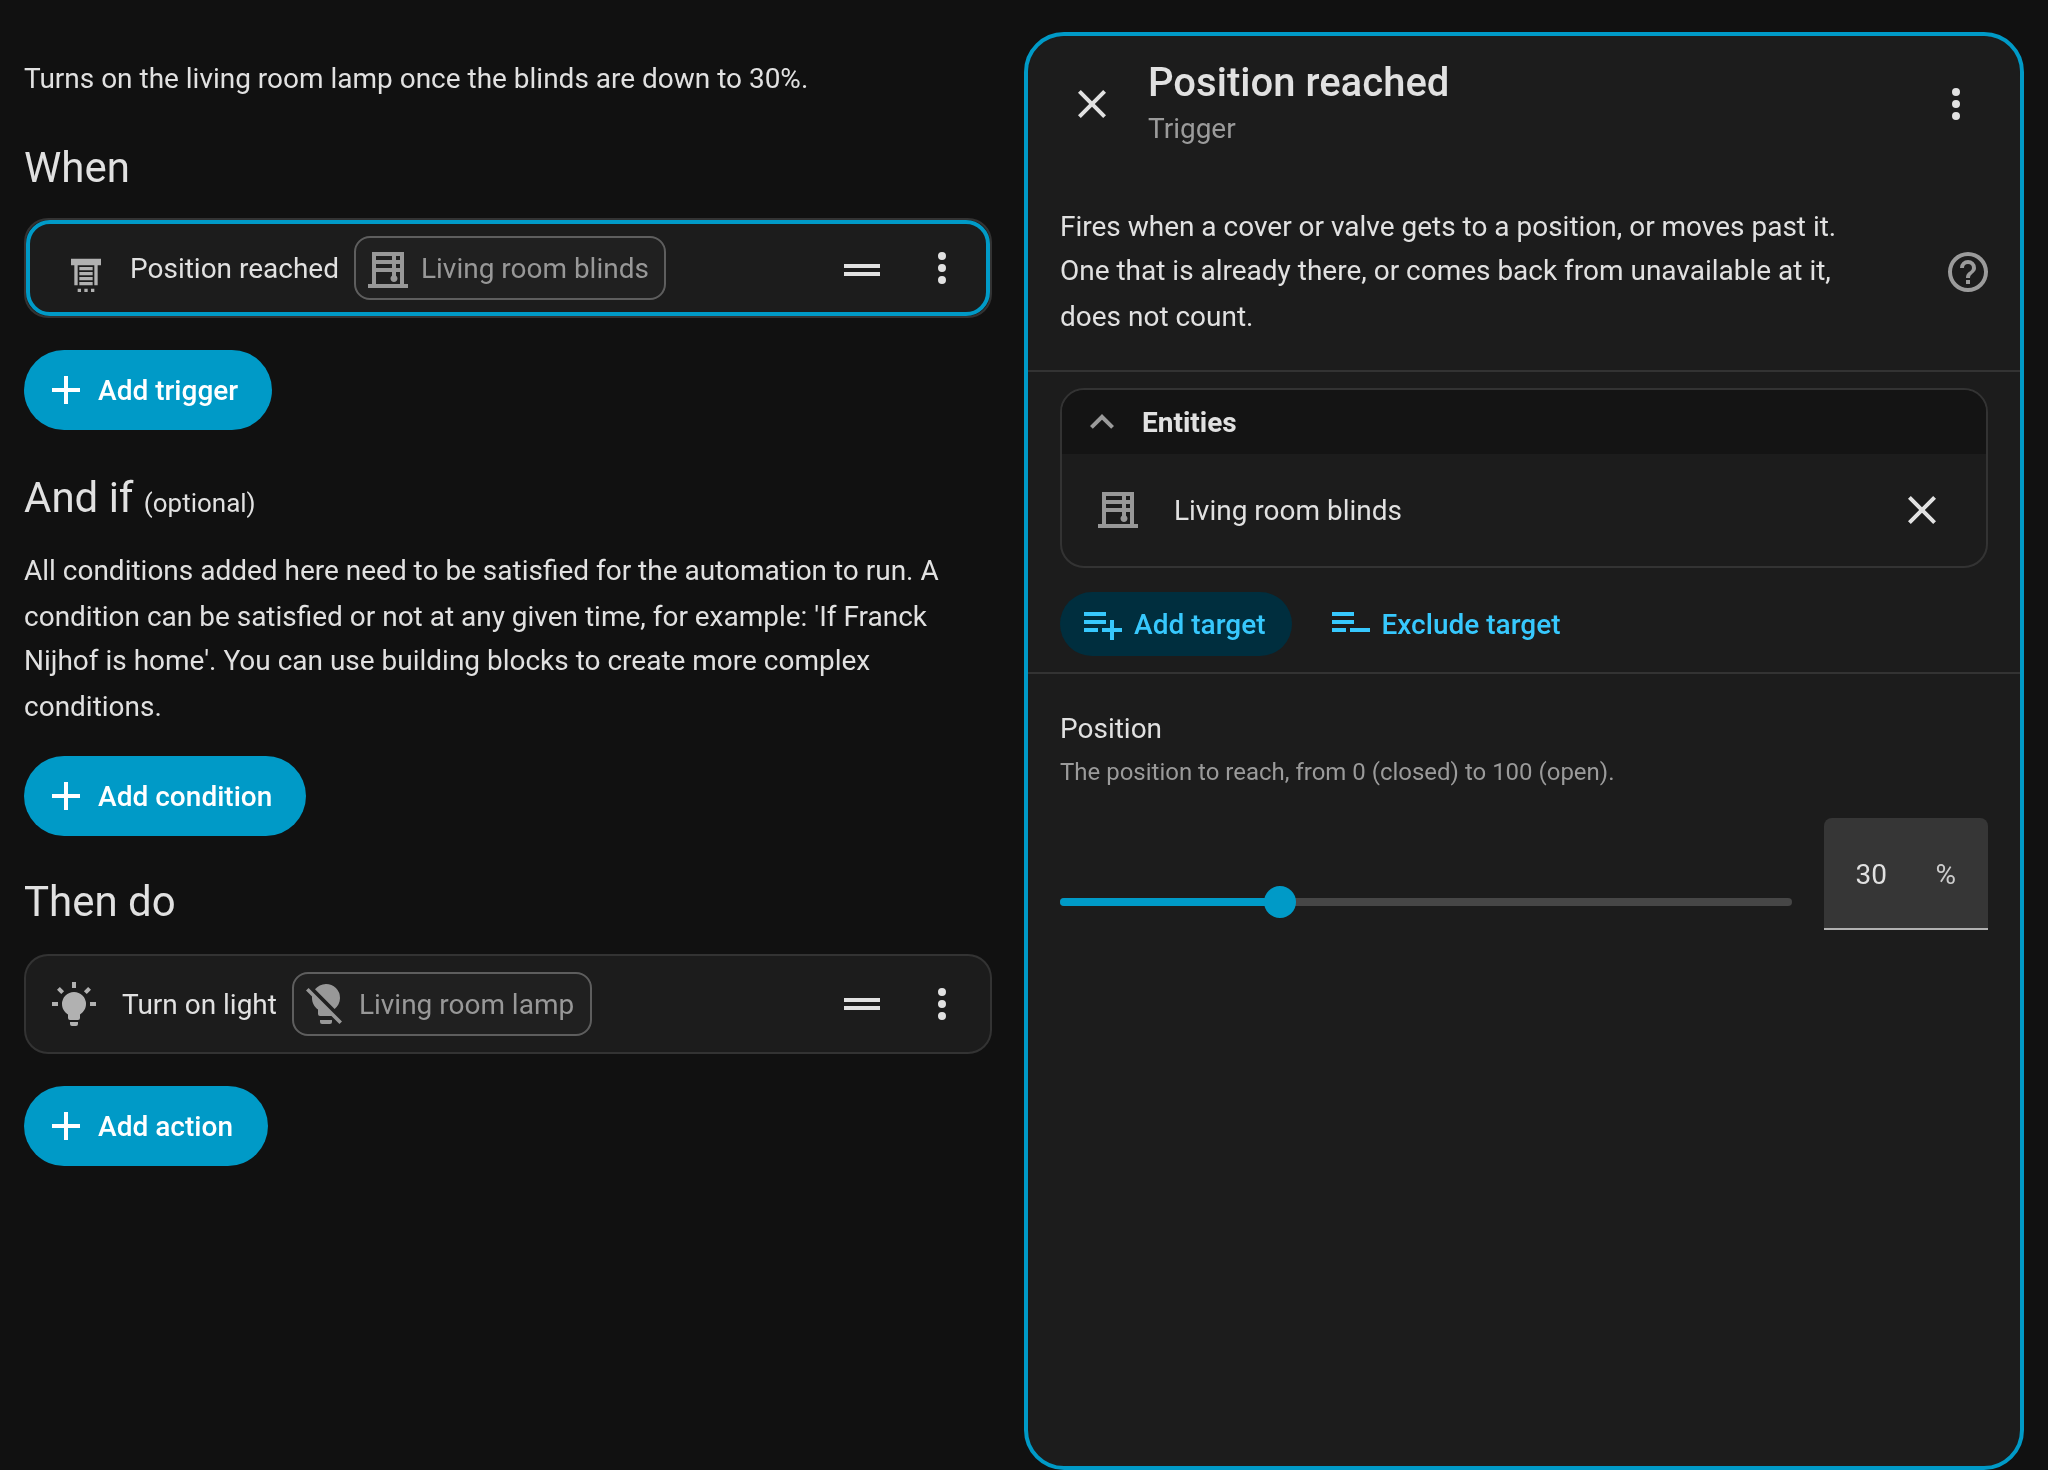 Turns on the living room lamp once the blinds are down to 30%.
When
Position reached Living room blinds
Add trigger
And if (optional)
All conditions added here need to be satisfied for the automation to run. A
condition can be satisfied or not at any given time, for example: 'If Franck
Nijhof is home'. You can use building blocks to create more complex
conditions.
Add condition
Then do
Turn on light Living room lamp
Add action
Position reached
Trigger
Fires when a cover or valve gets to a position, or moves past it.
One that is already there, or comes back from unavailable at it,
does not count.
Entities
Living room blinds
Add target Exclude target
Position
The position to reach, from 0 (closed) to 100 (open).
30 %